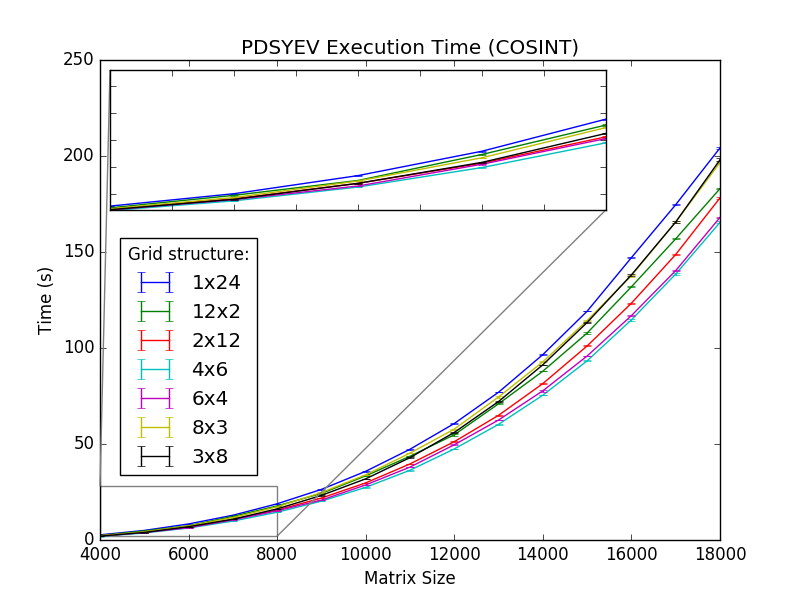 PDSYEV Execution Time (COSINT)
250
200
150
100
50
0
Time (s)
Grid structure:
1x24
12x2
2x12
4x6
6x4
8x3
3x8
4000 6000 8000 10000 12000 14000 16000 18000
Matrix Size